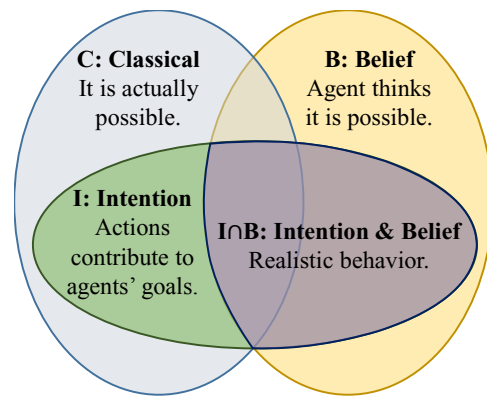 C: Classical
It is actually
possible.
B: Belief
Agent thinks
it is possible.
I: Intention
Actions
contribute to
agents’ goals.
I∩B: Intention & Belief
Realistic behavior.